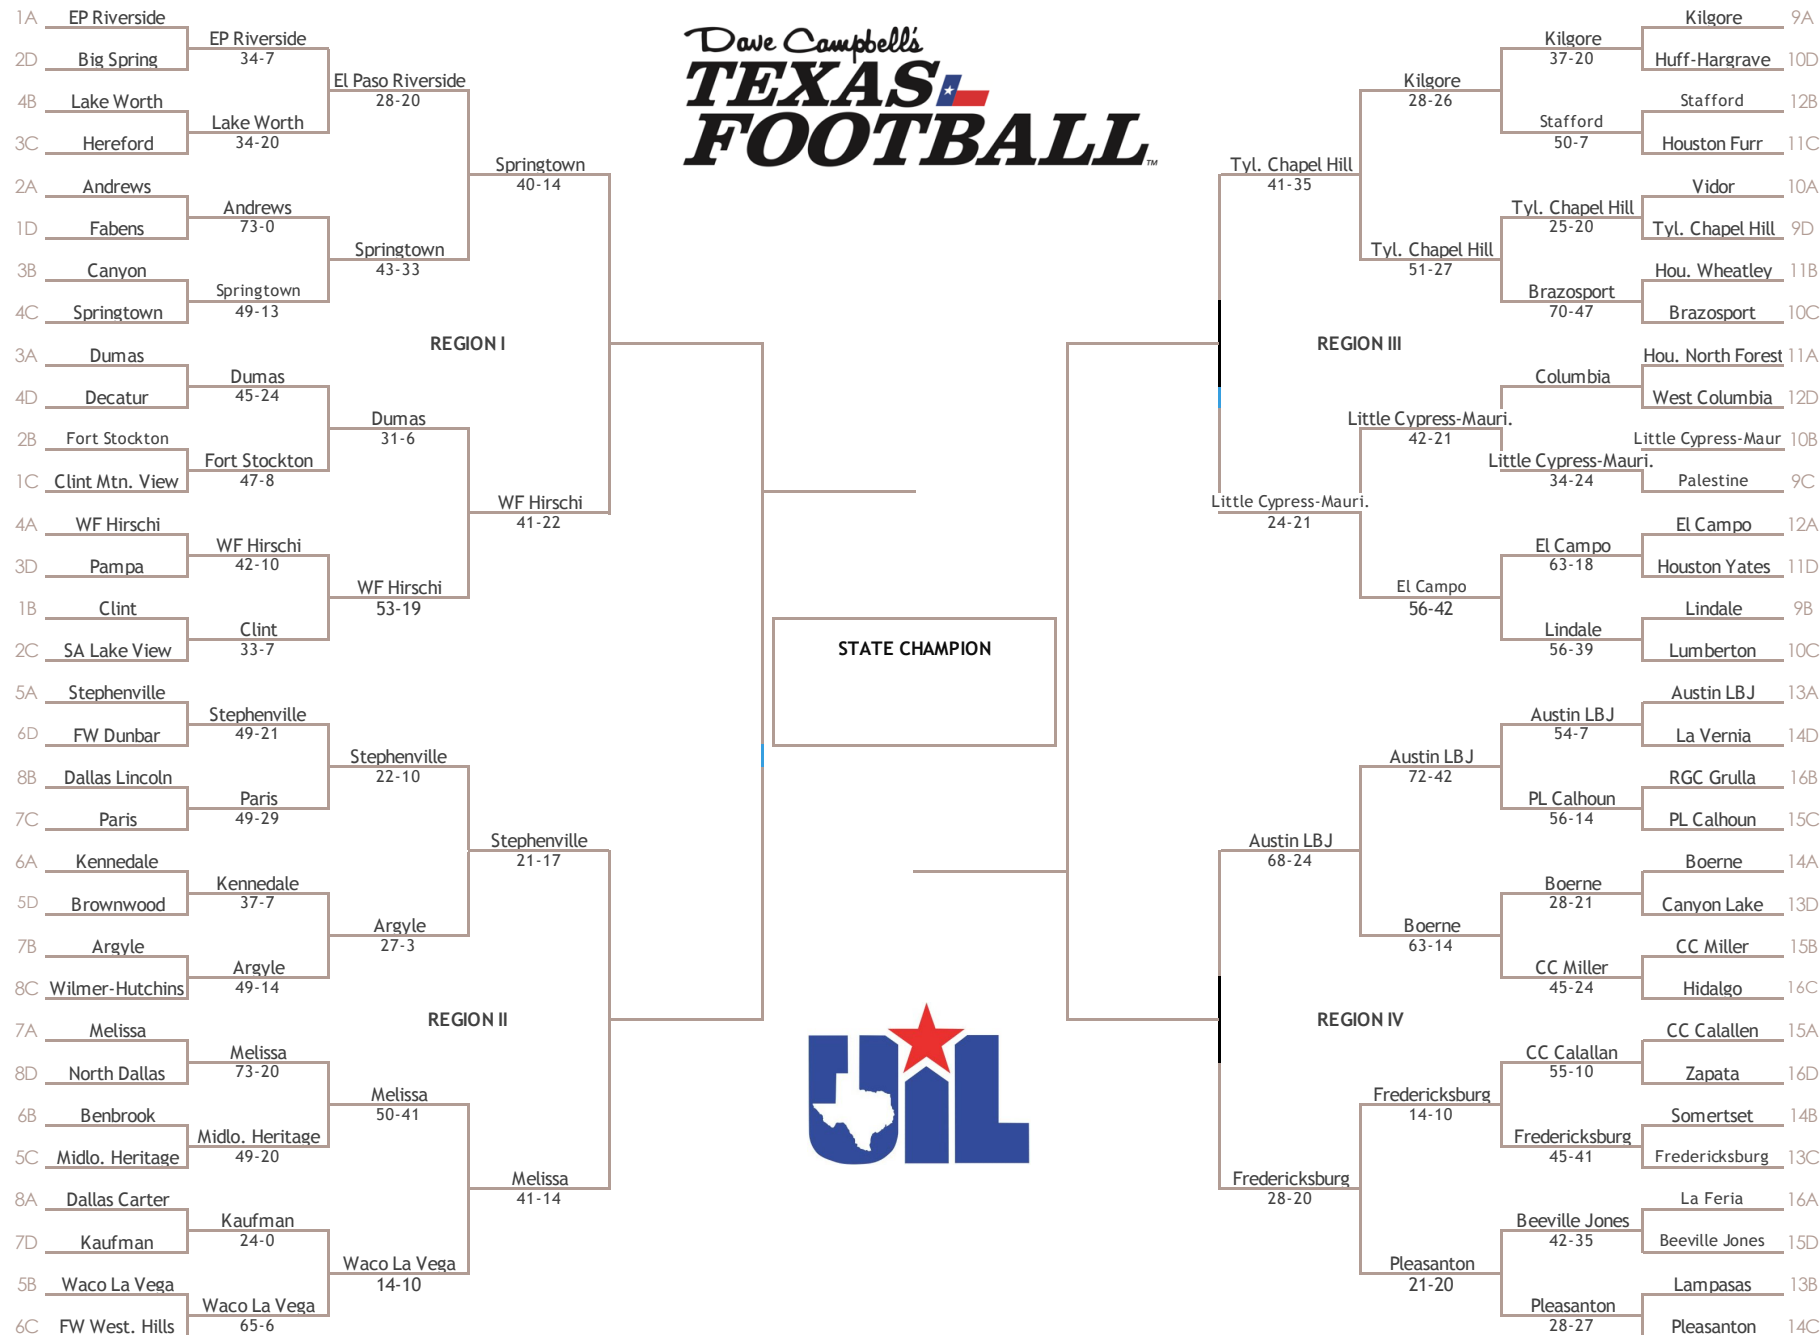 Dave Campbell's
TEXAS
FOOTBALL™
1A EP Riverside
2D Big Spring
4B Lake Worth
3C Hereford
2A Andrews
1D Fabens
3B Canyon
4C Springtown
3A Dumas
4D Decatur
2B Fort Stockton
1C Clint Mtn. View
4A WF Hirschi
3D Pampa
1B Clint
2C SA Lake View
5A Stephenville
6D FW Dunbar
8B Dallas Lincoln
7C Paris
6A Kennedale
5D Brownwood
7B Argyle
8C Wilmer-Hutchins
7A Melissa
8D North Dallas
6B Benbrook
5C Midlo. Heritage
8A Dallas Carter
7D Kaufman
5B Waco La Vega
6C FW West. Hills
EP Riverside
34-7
Lake Worth
34-20
Andrews
73-0
Springtown
49-13
Dumas
45-24
Fort Stockton
47-8
WF Hirschi
42-10
Clint
33-7
Stephenville
49-21
Paris
49-29
Kennedale
37-7
Argyle
49-14
Melissa
73-20
Midlo. Heritage
49-20
Kaufman
24-0
Waco La Vega
65-6
El Paso Riverside
28-20
Springtown
43-33
Dumas
31-6
WF Hirschi
53-19
Stephenville
22-10
Argyle
27-3
Melissa
50-41
Waco La Vega
14-10
Springtown
40-14
REGION I
WF Hirschi
41-22
Stephenville
21-17
REGION II
Melissa
41-14
STATE CHAMPION
UIL
Tyl. Chapel Hill
41-35
REGION III
Little Cypress-Mauri.
24-21
Austin LBJ
68-24
REGION IV
Fredericksburg
28-20
Kilgore
28-26
Tyl. Chapel Hill
51-27
Little Cypress-Mauri.
42-21
El Campo
56-42
Austin LBJ
72-42
Boerne
63-14
Fredericksburg
14-10
Pleasanton
21-20
Kilgore
37-20
Stafford
50-7
Tyl. Chapel Hill
25-20
Brazosport
70-47
Columbia
Little Cypress-Mauri.
34-24
El Campo
63-18
Lindale
56-39
Austin LBJ
54-7
PL Calhoun
56-14
Boerne
28-21
CC Miller
45-24
CC Calallan
55-10
Fredericksburg
45-41
Beeville Jones
42-35
Pleasanton
28-27
Kilgore 9A
Huff-Hargrave 10D
Stafford 12B
Houston Furr 11C
Vidor 10A
Tyl. Chapel Hill 9D
Hou. Wheatley 11B
Brazosport 10C
Hou. North Forest 11A
West Columbia 12D
Little Cypress-Maur 10B
Palestine 9C
El Campo 12A
Houston Yates 11D
Lindale 9B
Lumberton 10C
Austin LBJ 13A
La Vernia 14D
RGC Grulla 16B
PL Calhoun 15C
Boerne 14A
Canyon Lake 13D
CC Miller 15B
Hidalgo 16C
CC Calallen 15A
Zapata 16D
Somertset 14B
Fredericksburg 13C
La Feria 16A
Beeville Jones 15D
Lampasas 13B
Pleasanton 14C